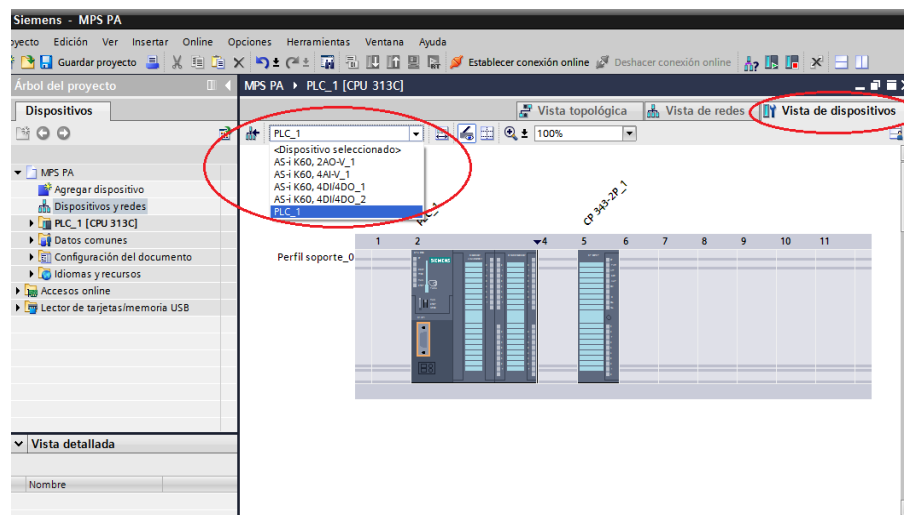 Siemens - MPS PA
oyecto Edición Ver Insertar Online Opciones Herramientas Ventana Ayuda
Guardar proyecto Establecer conexión online Deshacer conexión online
Árbol del proyecto
MPS PA PLC_1 [CPU 313C]
Dispositivos
Vista topológica Vista de redes Vista de dispositivos
PLC_1 100%
<Dispositivo seleccionado>
AS-i K60, 2AO-V_1
AS-i K60, 4AI-V_1
AS-i K60, 4DI/4DO_1
AS-i K60, 4DI/4DO_2
PLC_1
MPS PA
Agregar dispositivo
Dispositivos y redes
PLC_1 [CPU 313C]
Datos comunes
Configuración del documento
Idiomas y recursos
Accesos online
Lector de tarjetas/memoria USB
CP 343-2P_1
1 2 4 5 6 7 8 9 10 11
Perfil soporte_0
SIEMENS
Vista detallada
Nombre